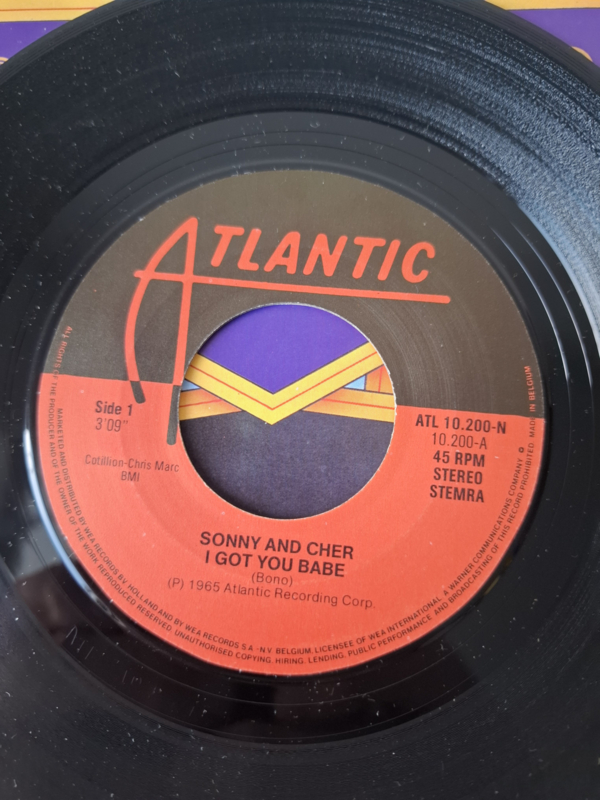 ATLANTIC
Side 1
3'09"
Cotillion-Chris Marc
BMI
ATL 10.200-N
10.200-A
45 RPM
STEREO
STEMRA
SONNY AND CHER
I GOT YOU BABE
(Bono)
(P) 1965 Atlantic Recording Corp.
ALL RIGHTS OF THE PRODUCER AND OF THE OWNER OF THE WORK REPRODUCED RESERVED. UNAUTHORISED COPYING, HIRING, LENDING, PUBLIC PERFORMANCE AND BROADCASTING OF THIS RECORD PROHIBITED. MADE IN BELGIUM
MARKETED AND DISTRIBUTED BY WEA RECORDS B.V. HOLLAND AND BY WEA RECORDS S.A.-N.V. BELGIUM, LICENSEE OF WEA INTERNATIONAL. A WARNER COMMUNICATIONS COMPANY